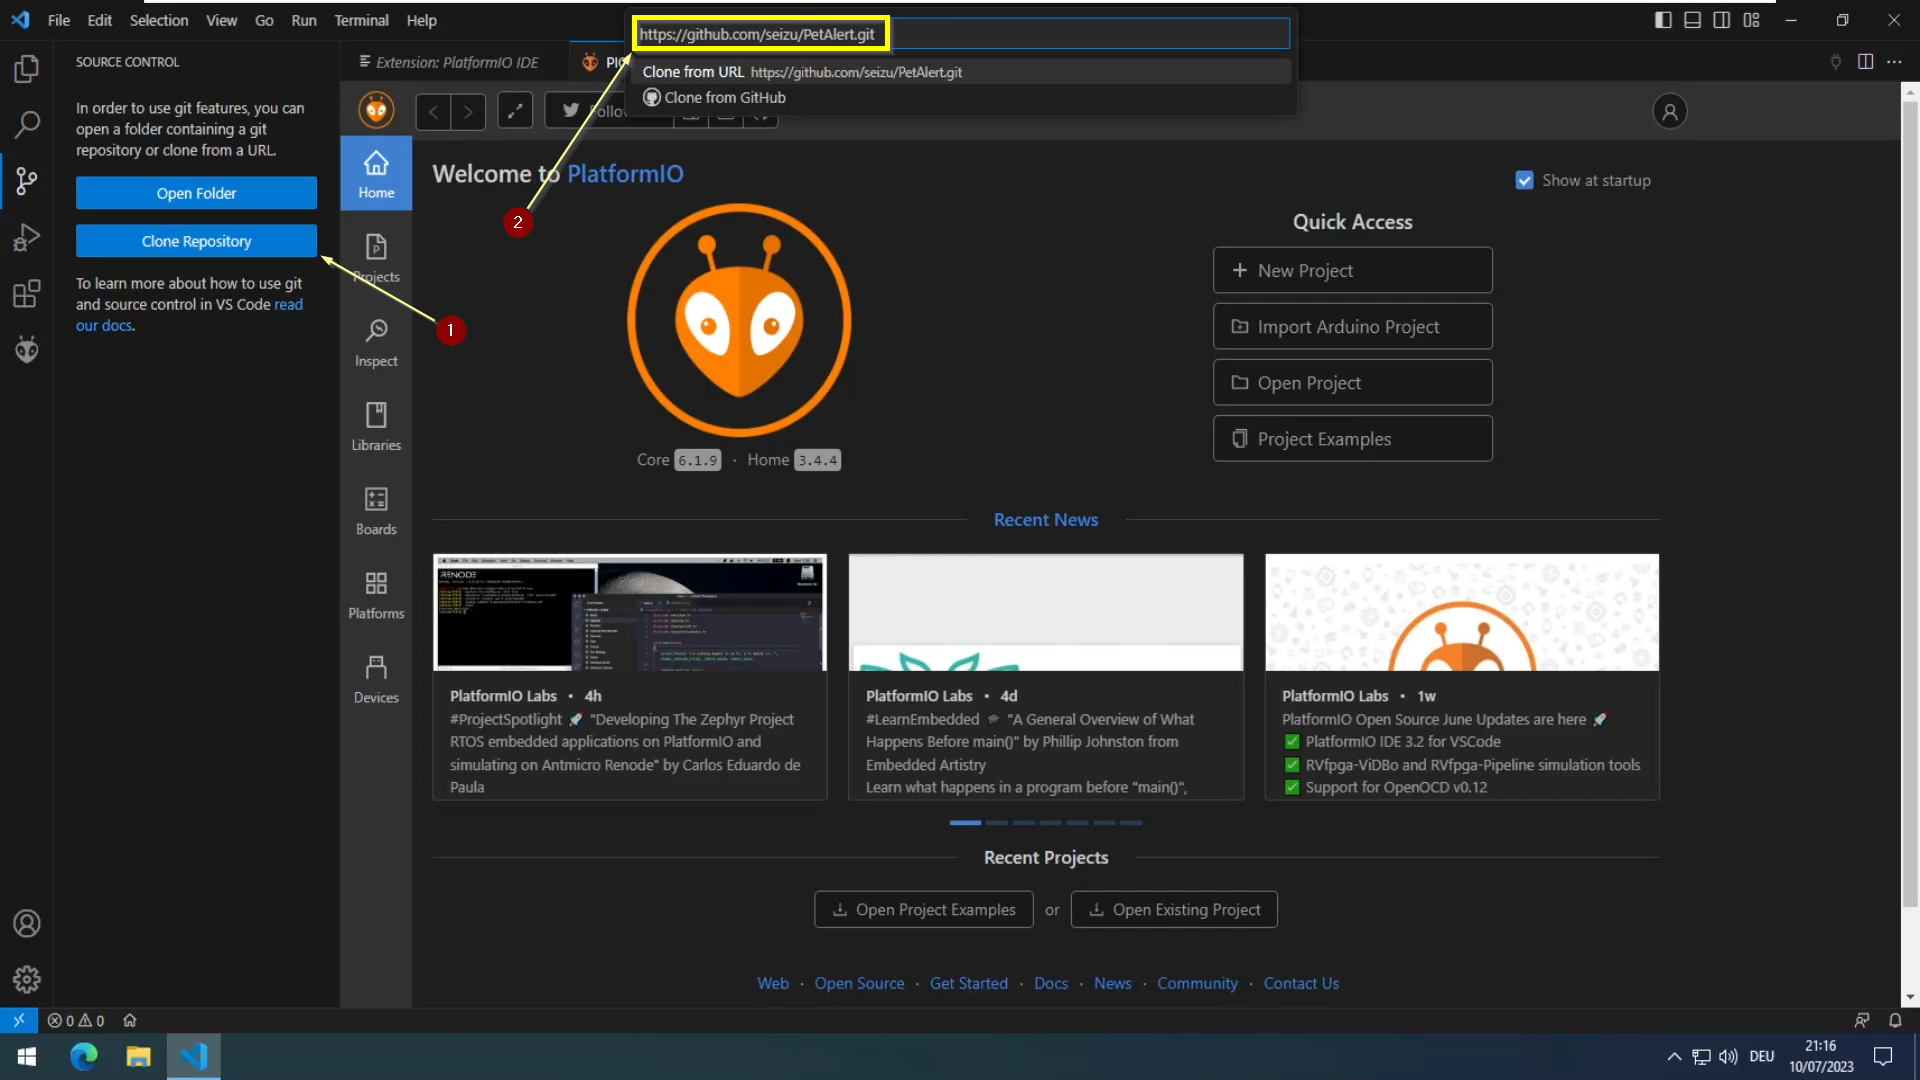 File Edit Selection View Go Run Terminal Help
https://github.com/seizu/PetAlert.git
Clone from URL https://github.com/seizu/PetAlert.git
Clone from GitHub
SOURCE CONTROL
In order to use git features, you can
open a folder containing a git
repository or clone from a URL.
Open Folder
Clone Repository
To learn more about how to use git
and source control in VS Code read
our docs.
1
2
Extension: PlatformIO IDE
Home
Projects
Inspect
Libraries
Boards
Platforms
Devices
Welcome to PlatformIO
Show at startup
Core 6.1.9 · Home 3.4.4
Quick Access
New Project
Import Arduino Project
Open Project
Project Examples
Recent News
RENODE
PlatformIO Labs • 4h
#ProjectSpotlight 🚀 "Developing The Zephyr Project
RTOS embedded applications on PlatformIO and
simulating on Antmicro Renode" by Carlos Eduardo de
Paula
PlatformIO Labs • 4d
#LearnEmbedded 🎓 "A General Overview of What
Happens Before main()" by Phillip Johnston from
Embedded Artistry
Learn what happens in a program before "main()",
PlatformIO Labs • 1w
PlatformIO Open Source June Updates are here 🚀
✅ PlatformIO IDE 3.2 for VSCode
✅ RVfpga-ViDBo and RVfpga-Pipeline simulation tools
✅ Support for OpenOCD v0.12
Recent Projects
Open Project Examples or Open Existing Project
Web · Open Source · Get Started · Docs · News · Community · Contact Us
0 0
DEU
21:16
10/07/2023